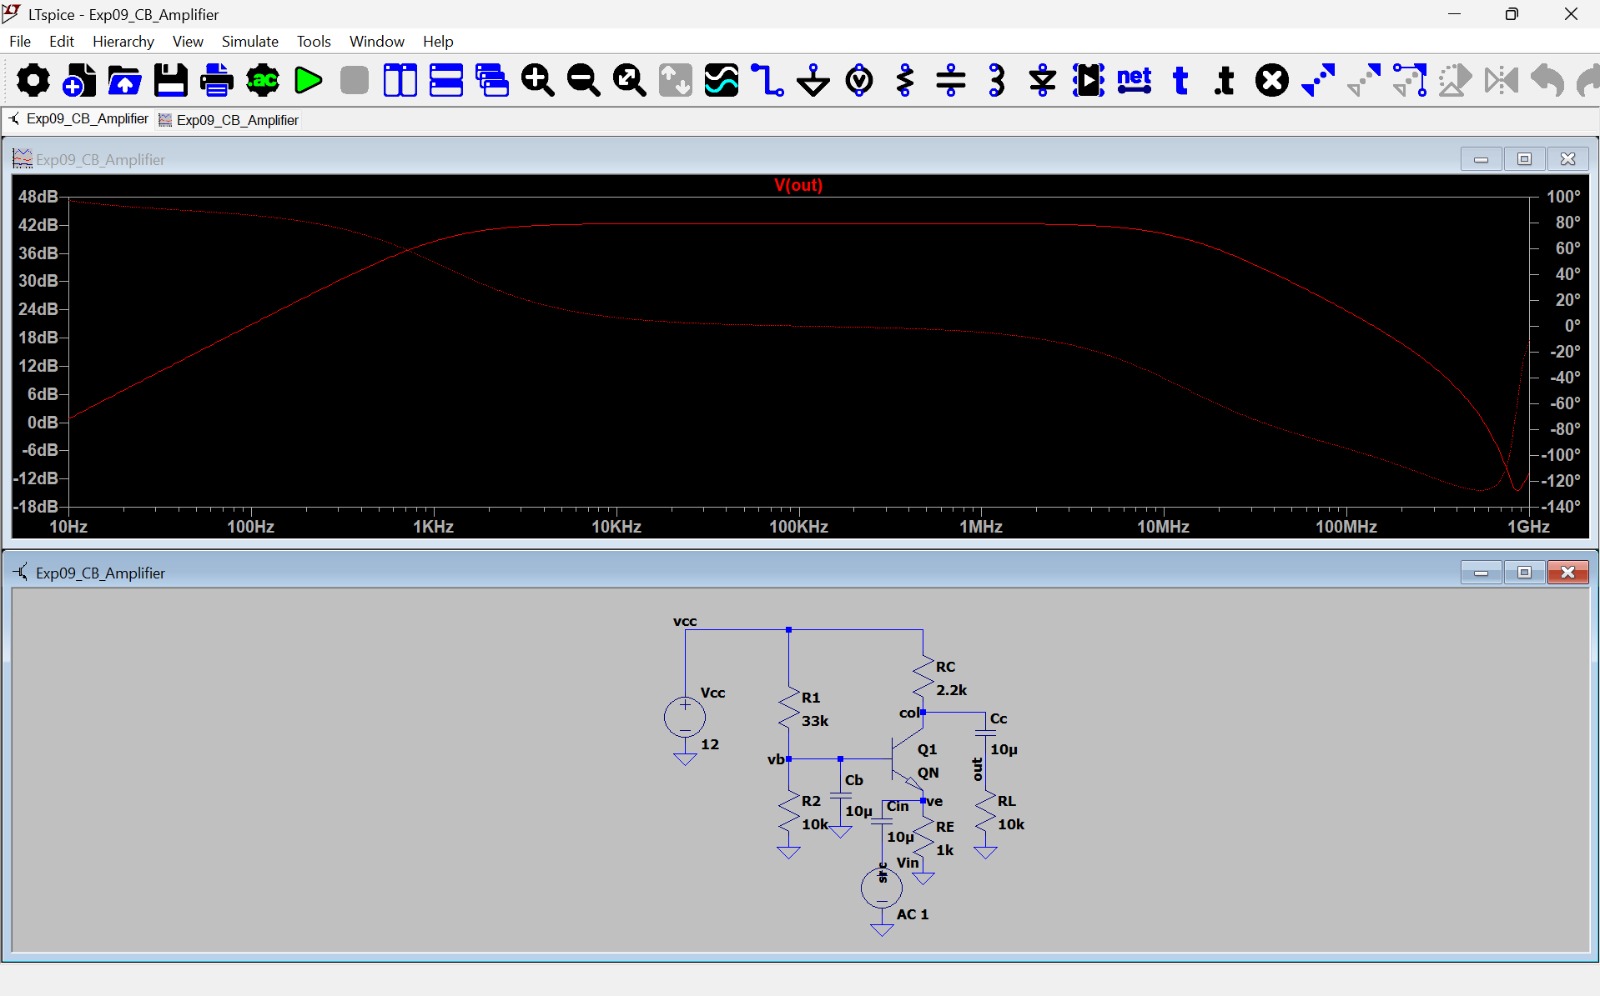 LTspice - Exp09_CB_Amplifier
File Edit Hierarchy View Simulate Tools Window Help
.ac net t .t
Exp09_CB_Amplifier Exp09_CB_Amplifier
Exp09_CB_Amplifier
V(out)
48dB 100°
42dB 80°
36dB 60°
30dB 40°
24dB 20°
18dB 0°
12dB -20°
6dB -40°
0dB -60°
-6dB -80°
-12dB -100°
-18dB -120°
-140°
10Hz 100Hz 1KHz 10KHz 100KHz 1MHz 10MHz 100MHz 1GHz
Exp09_CB_Amplifier
vcc
Vcc
12
R1
33k
RC
2.2k
col
Cc
10µ
vb
Q1
QN
out
R2
10k
Cb
10µ
Cin
10µ
ve
RE
1k
RL
10k
src
Vin
AC 1